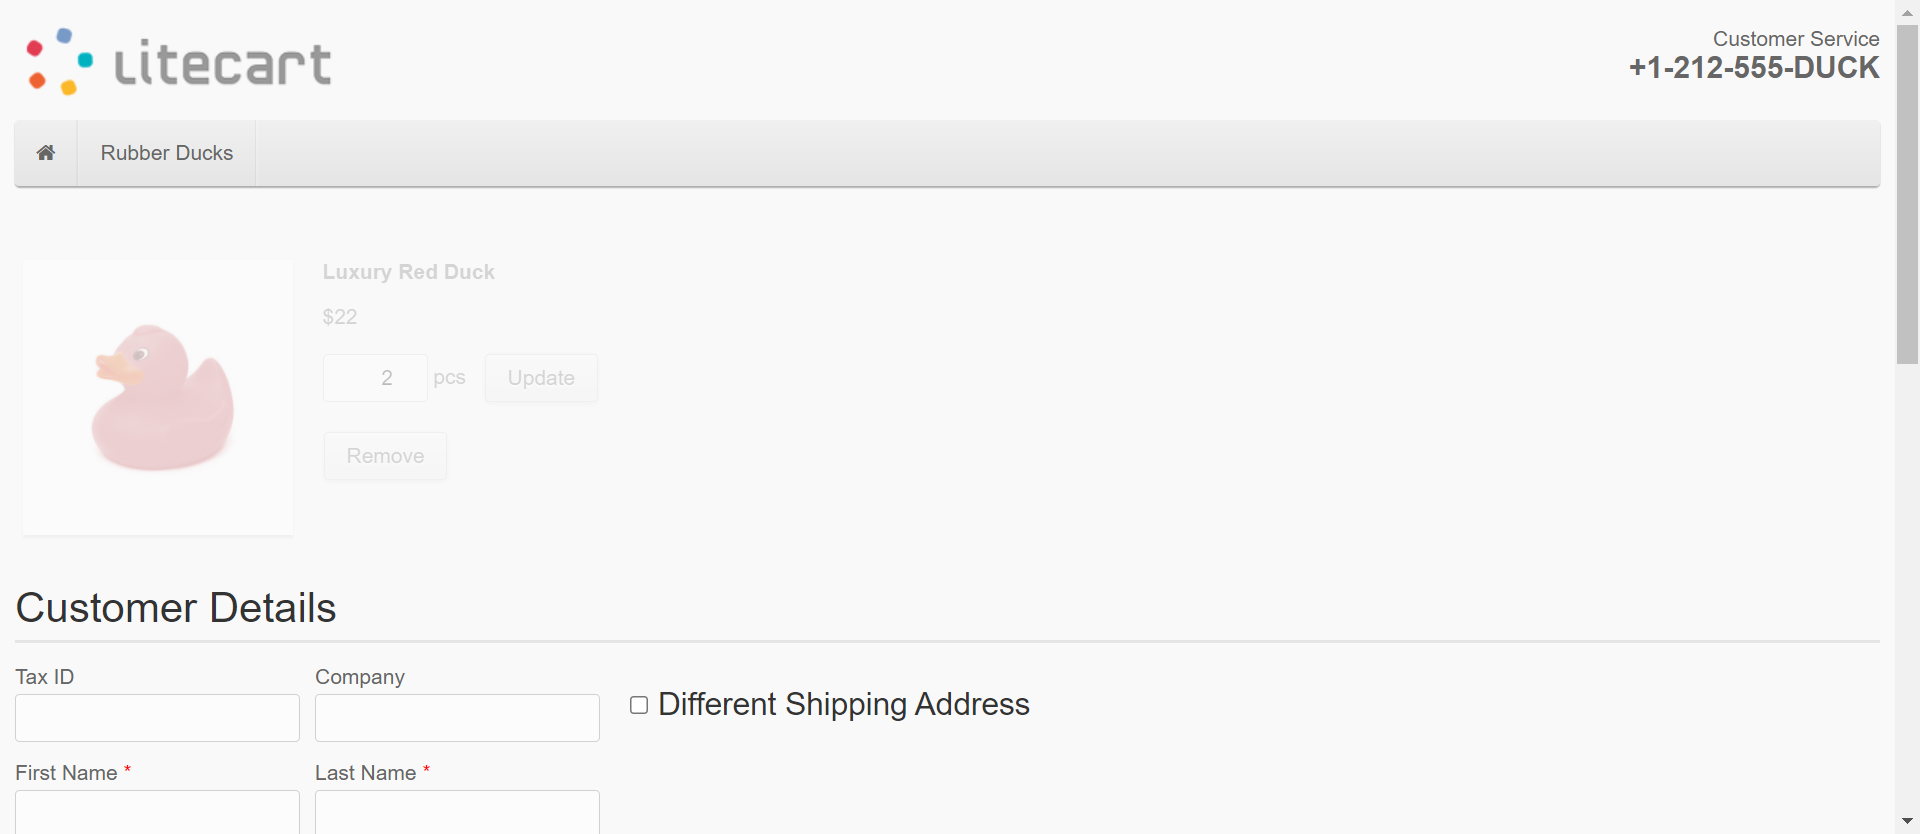 Litecart
Customer Service
+1-212-555-DUCK
Rubber Ducks
Luxury Red Duck
$22
2 pcs Update
Remove
Customer Details
Tax ID Company
Different Shipping Address
First Name * Last Name *